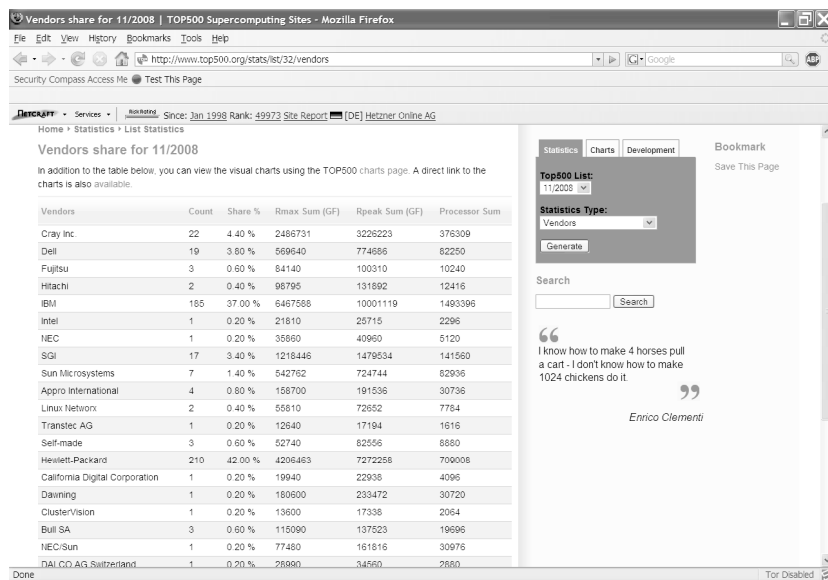 Vendors share for 11/2008 | TOP500 Supercomputing Sites - Mozilla Firefox
File Edit View History Bookmarks Tools Help
http://www.top500.org/stats/list/32/vendors
G Google
ABP
Security Compass Access Me Test This Page
NETCRAFT Services Risk Rating Since: Jan 1998 Rank: 49973 Site Report [DE] Hetzner Online AG
Home Statistics List Statistics
Vendors share for 11/2008
In addition to the table below, you can view the visual charts using the TOP500 charts page. A direct link to the
charts is also available.
Vendors Count Share % Rmax Sum (GF) Rpeak Sum (GF) Processor Sum
Cray Inc. 22 4.40 % 2486731 3226223 376309
Dell 19 3.80 % 569640 774686 82250
Fujitsu 3 0.60 % 84140 100310 10240
Hitachi 2 0.40 % 98795 131892 12416
IBM 185 37.00 % 6467588 10001119 1493396
Intel 1 0.20 % 21810 25715 2296
NEC 1 0.20 % 35860 40960 5120
SGI 17 3.40 % 1218446 1479534 141560
Sun Microsystems 7 1.40 % 542762 724744 82936
Appro International 4 0.80 % 158700 191536 30736
Linux Networx 2 0.40 % 55810 72652 7784
Transtec AG 1 0.20 % 12640 17194 1616
Self-made 3 0.60 % 52740 82556 8880
Hewlett-Packard 210 42.00 % 4206463 7272258 709008
California Digital Corporation 1 0.20 % 19940 22938 4096
Dawning 1 0.20 % 180600 233472 30720
ClusterVision 1 0.20 % 13600 17338 2064
Bull SA 3 0.60 % 115090 137523 19696
NEC/Sun 1 0.20 % 77480 161816 30976
DALCO AG Switzerland 1 0.20 % 28990 34560 2880
Statistics Charts Development
Top500 List:
11/2008
Statistics Type:
Vendors
Generate
Search
Search
“
I know how to make 4 horses pull
a cart - I don't know how to make
1024 chickens do it.
”
Enrico Clementi
Bookmark
Save This Page
Done Tor Disabled